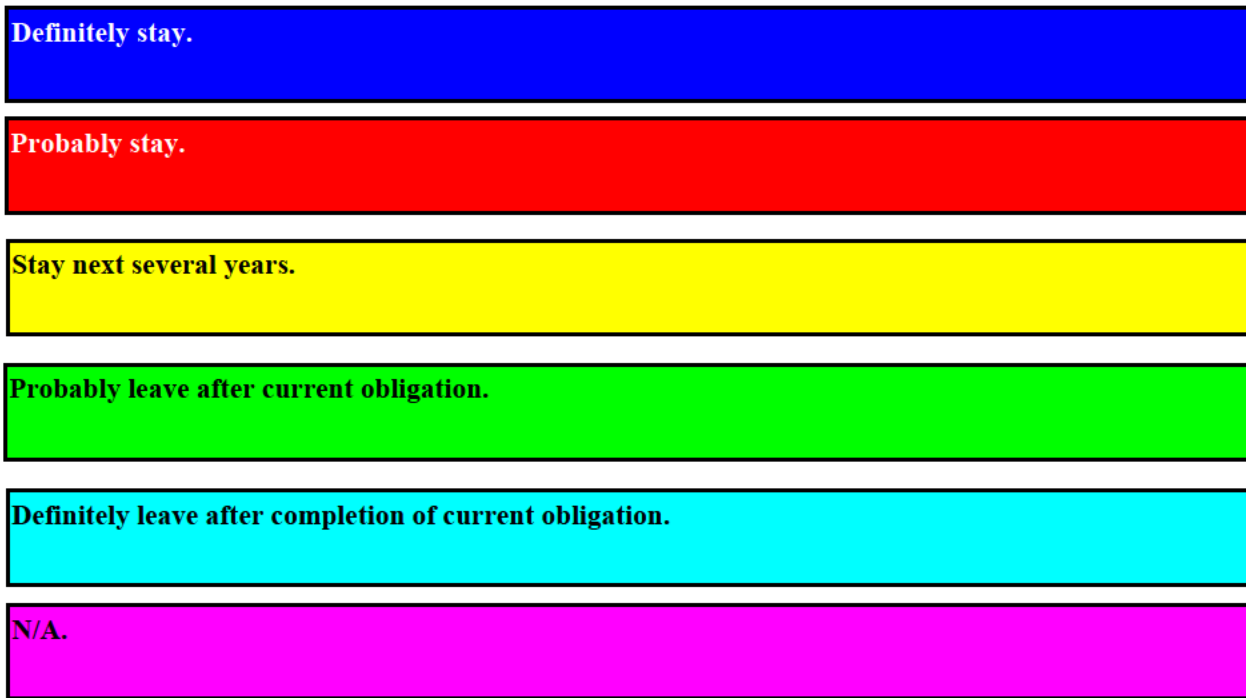 Definitely stay.
Probably stay.
Stay next several years.
Probably leave after current obligation.
Definitely leave after completion of current obligation.
N/A.